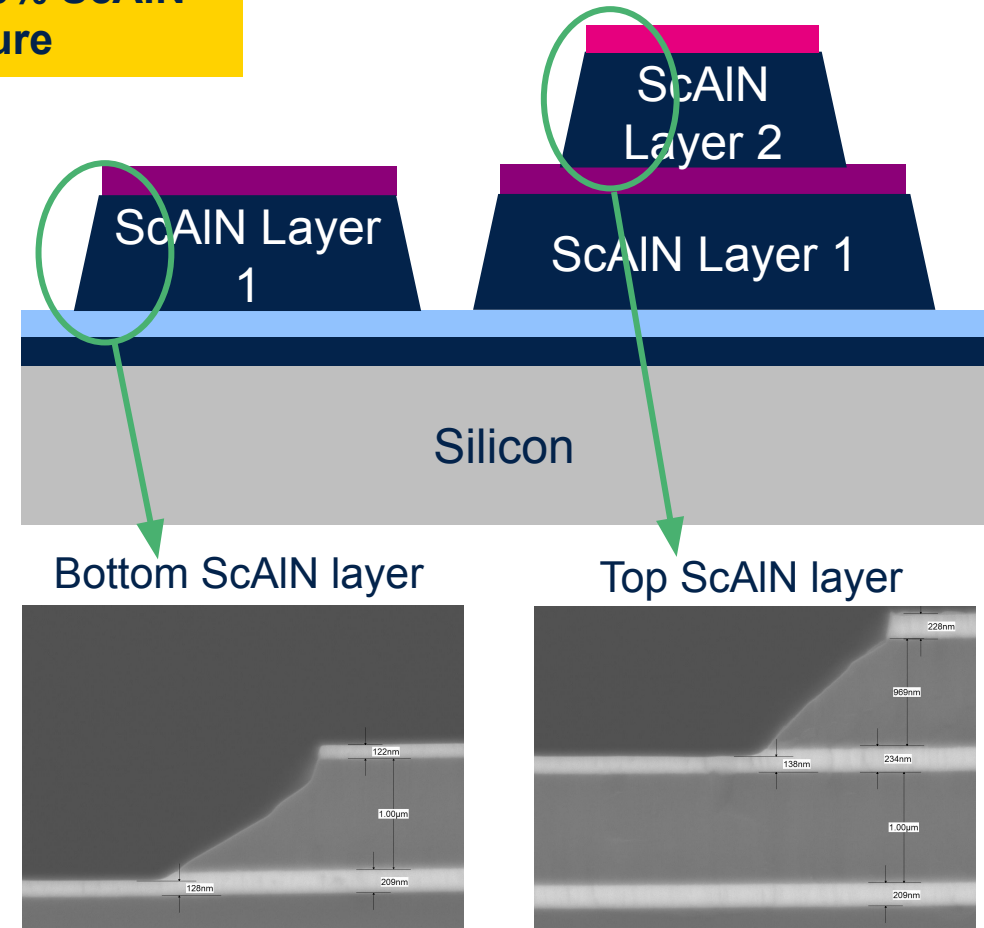 ure
ScAlN
Layer 2
ScAlN Layer
1
ScAlN Layer 1
Silicon
Bottom ScAlN layer
Top ScAlN layer
122nm
1.00µm
128nm
209nm
228nm
969nm
138nm
234nm
1.00µm
209nm